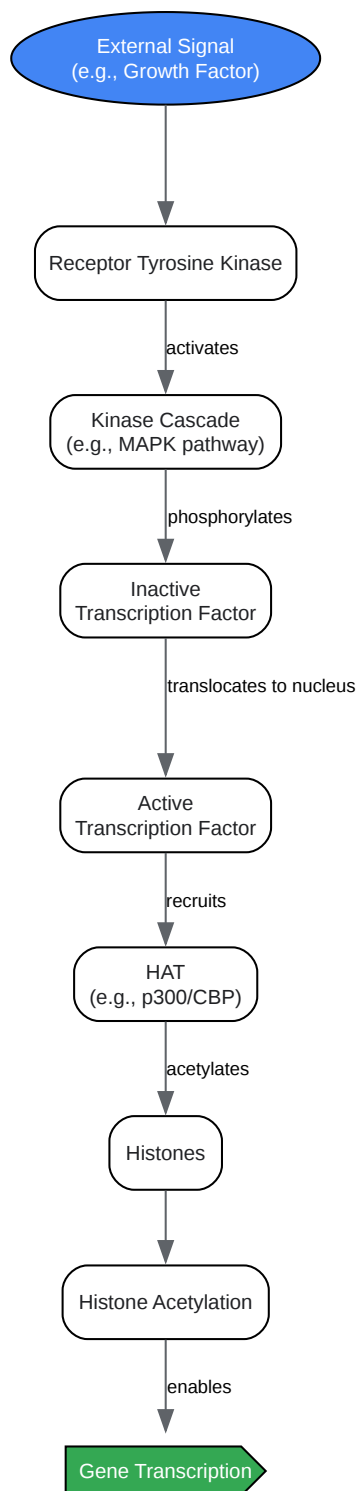 External Signal
(e.g., Growth Factor)
Receptor Tyrosine Kinase
activates
Kinase Cascade
(e.g., MAPK pathway)
phosphorylates
Inactive
Transcription Factor
translocates to nucleus
Active
Transcription Factor
recruits
HAT
(e.g., p300/CBP)
acetylates
Histones
Histone Acetylation
enables
Gene Transcription